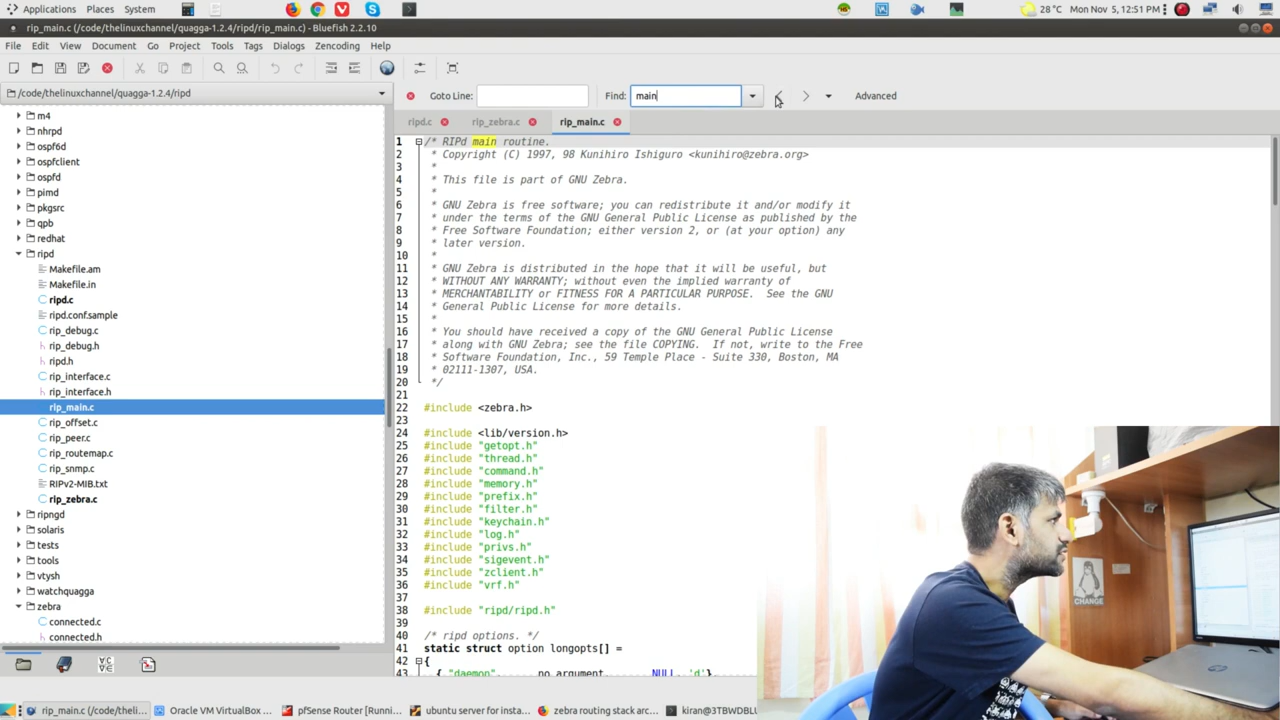 Applications Places System 28 °C Mon Nov 5, 12:51 PM
rip_main.c (/code/thelinuxchannel/quagga-1.2.4/ripd/rip_main.c) - Bluefish 2.2.10
File Edit View Document Go Project Tools Tags Dialogs Zencoding Help
/code/thelinuxchannel/quagga-1.2.4/ripd
Goto Line: Find: main Advanced
ripd.c rip_zebra.c rip_main.c
m4
nhrpd
ospf6d
ospfclient
ospfd
pimd
pkgsrc
qpb
redhat
ripd
Makefile.am
Makefile.in
ripd.c
ripd.conf.sample
rip_debug.c
rip_debug.h
ripd.h
rip_interface.c
rip_interface.h
rip_main.c
rip_offset.c
rip_peer.c
rip_routemap.c
rip_snmp.c
RIPv2-MIB.txt
rip_zebra.c
ripngd
solaris
tests
tools
vtysh
watchquagga
zebra
connected.c
connected.h
1 /* RIPd main routine.
2 * Copyright (C) 1997, 98 Kunihiro Ishiguro <kunihiro@zebra.org>
3 *
4 * This file is part of GNU Zebra.
5 *
6 * GNU Zebra is free software; you can redistribute it and/or modify it
7 * under the terms of the GNU General Public License as published by the
8 * Free Software Foundation; either version 2, or (at your option) any
9 * later version.
10 *
11 * GNU Zebra is distributed in the hope that it will be useful, but
12 * WITHOUT ANY WARRANTY; without even the implied warranty of
13 * MERCHANTABILITY or FITNESS FOR A PARTICULAR PURPOSE.  See the GNU
14 * General Public License for more details.
15 *
16 * You should have received a copy of the GNU General Public License
17 * along with GNU Zebra; see the file COPYING.  If not, write to the Free
18 * Software Foundation, Inc., 59 Temple Place - Suite 330, Boston, MA
19 * 02111-1307, USA.
20 */
21
22 #include <zebra.h>
23
24 #include <lib/version.h>
25 #include "getopt.h"
26 #include "thread.h"
27 #include "command.h"
28 #include "memory.h"
29 #include "prefix.h"
30 #include "filter.h"
31 #include "keychain.h"
32 #include "log.h"
33 #include "privs.h"
34 #include "sigevent.h"
35 #include "zclient.h"
36 #include "vrf.h"
37
38 #include "ripd/ripd.h"
39
40 /* ripd options. */
41 static struct option longopts[] =
42 {
43 { "daemon", no_argument, NULL, 'd'},
CHANGE
rip_main.c (/code/theli... Oracle VM VirtualBox ... pfSense Router [Runni... ubuntu server for insta... zebra routing stack arc... kiran@3TBWDBLU